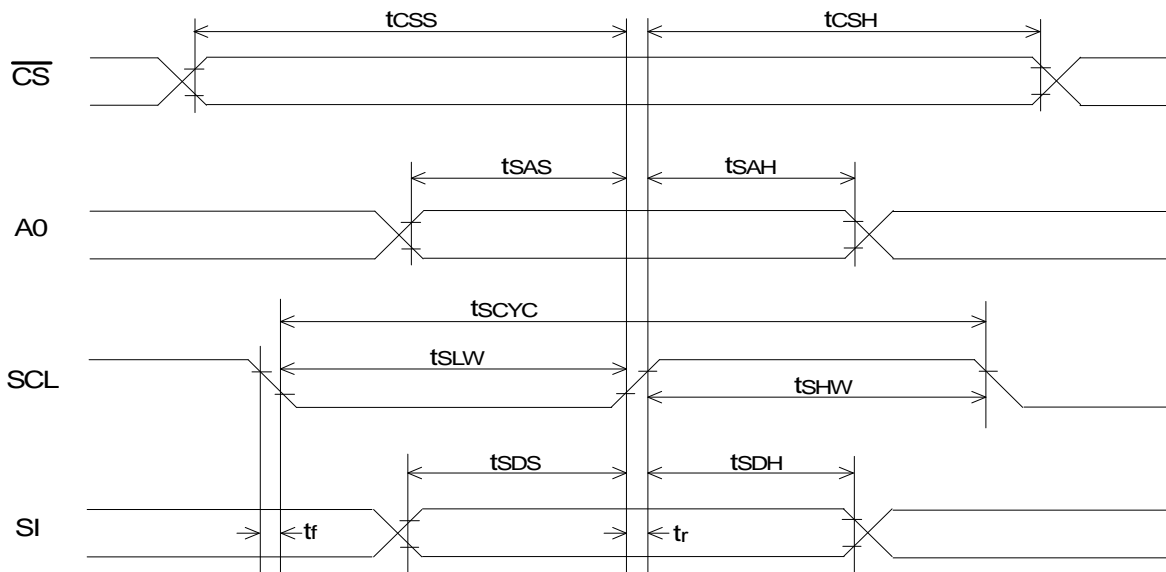 tCSS tCSH
CS
tSAS tSAH
A0
tSCYC
tSLW
SCL
tSHW
tSDS tSDH
SI
tf tr